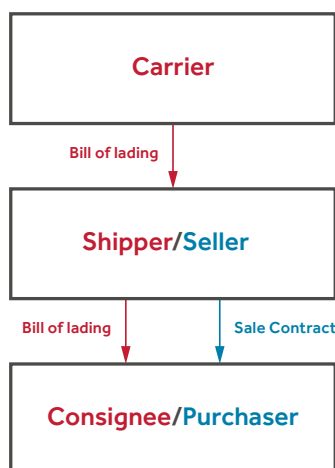 Carrier
Bill of lading
Shipper/Seller
Bill of lading
Sale Contract
Consignee/Purchaser